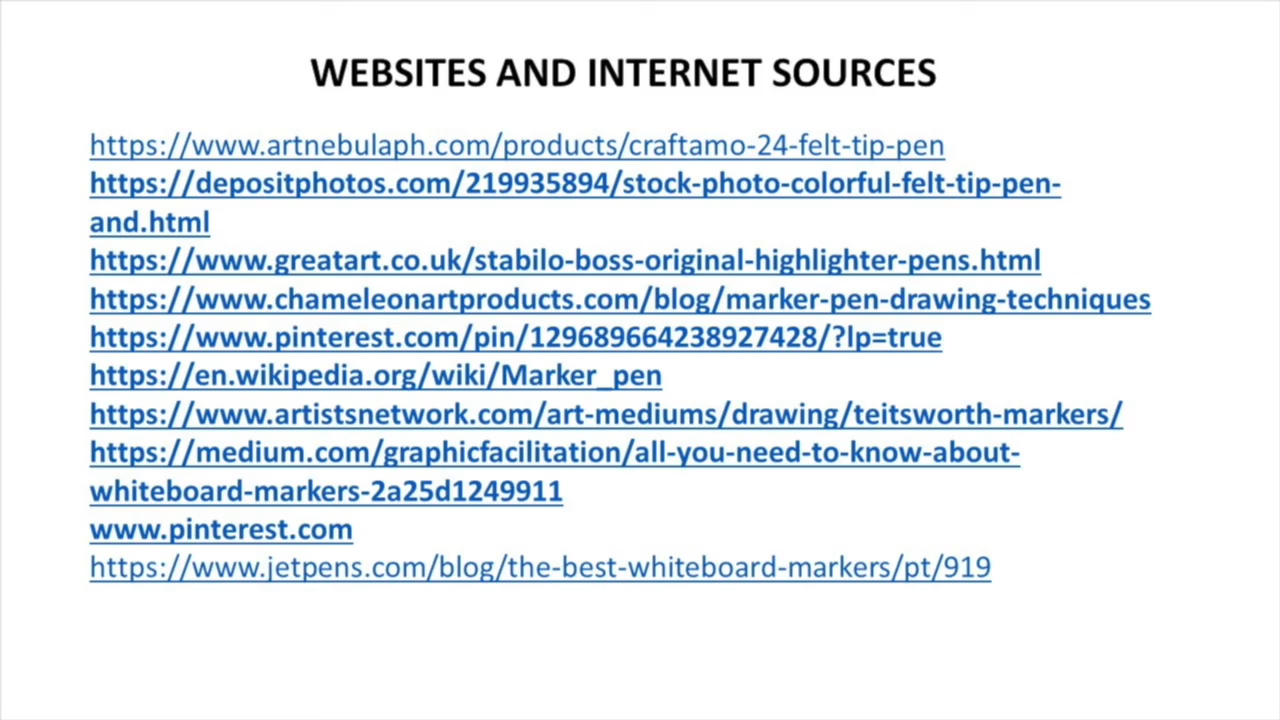 WEBSITES AND INTERNET SOURCES
https://www.artnebulaph.com/products/craftamo-24-felt-tip-pen
https://depositphotos.com/219935894/stock-photo-colorful-felt-tip-pen-
and.html
https://www.greatart.co.uk/stabilo-boss-original-highlighter-pens.html
https://www.chameleonartproducts.com/blog/marker-pen-drawing-techniques
https://www.pinterest.com/pin/129689664238927428/?lp=true
https://en.wikipedia.org/wiki/Marker_pen
https://www.artistsnetwork.com/art-mediums/drawing/teitsworth-markers/
https://medium.com/graphicfacilitation/all-you-need-to-know-about-
whiteboard-markers-2a25d1249911
www.pinterest.com
https://www.jetpens.com/blog/the-best-whiteboard-markers/pt/919